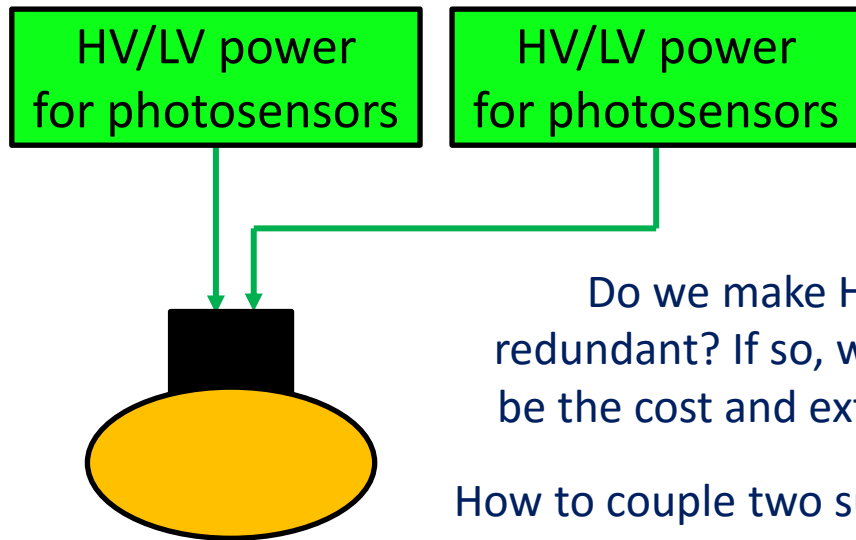 HV/LV power
for photosensors
HV/LV power
for photosensors
Do we make H
redundant? If so, w
be the cost and ext
How to couple two s